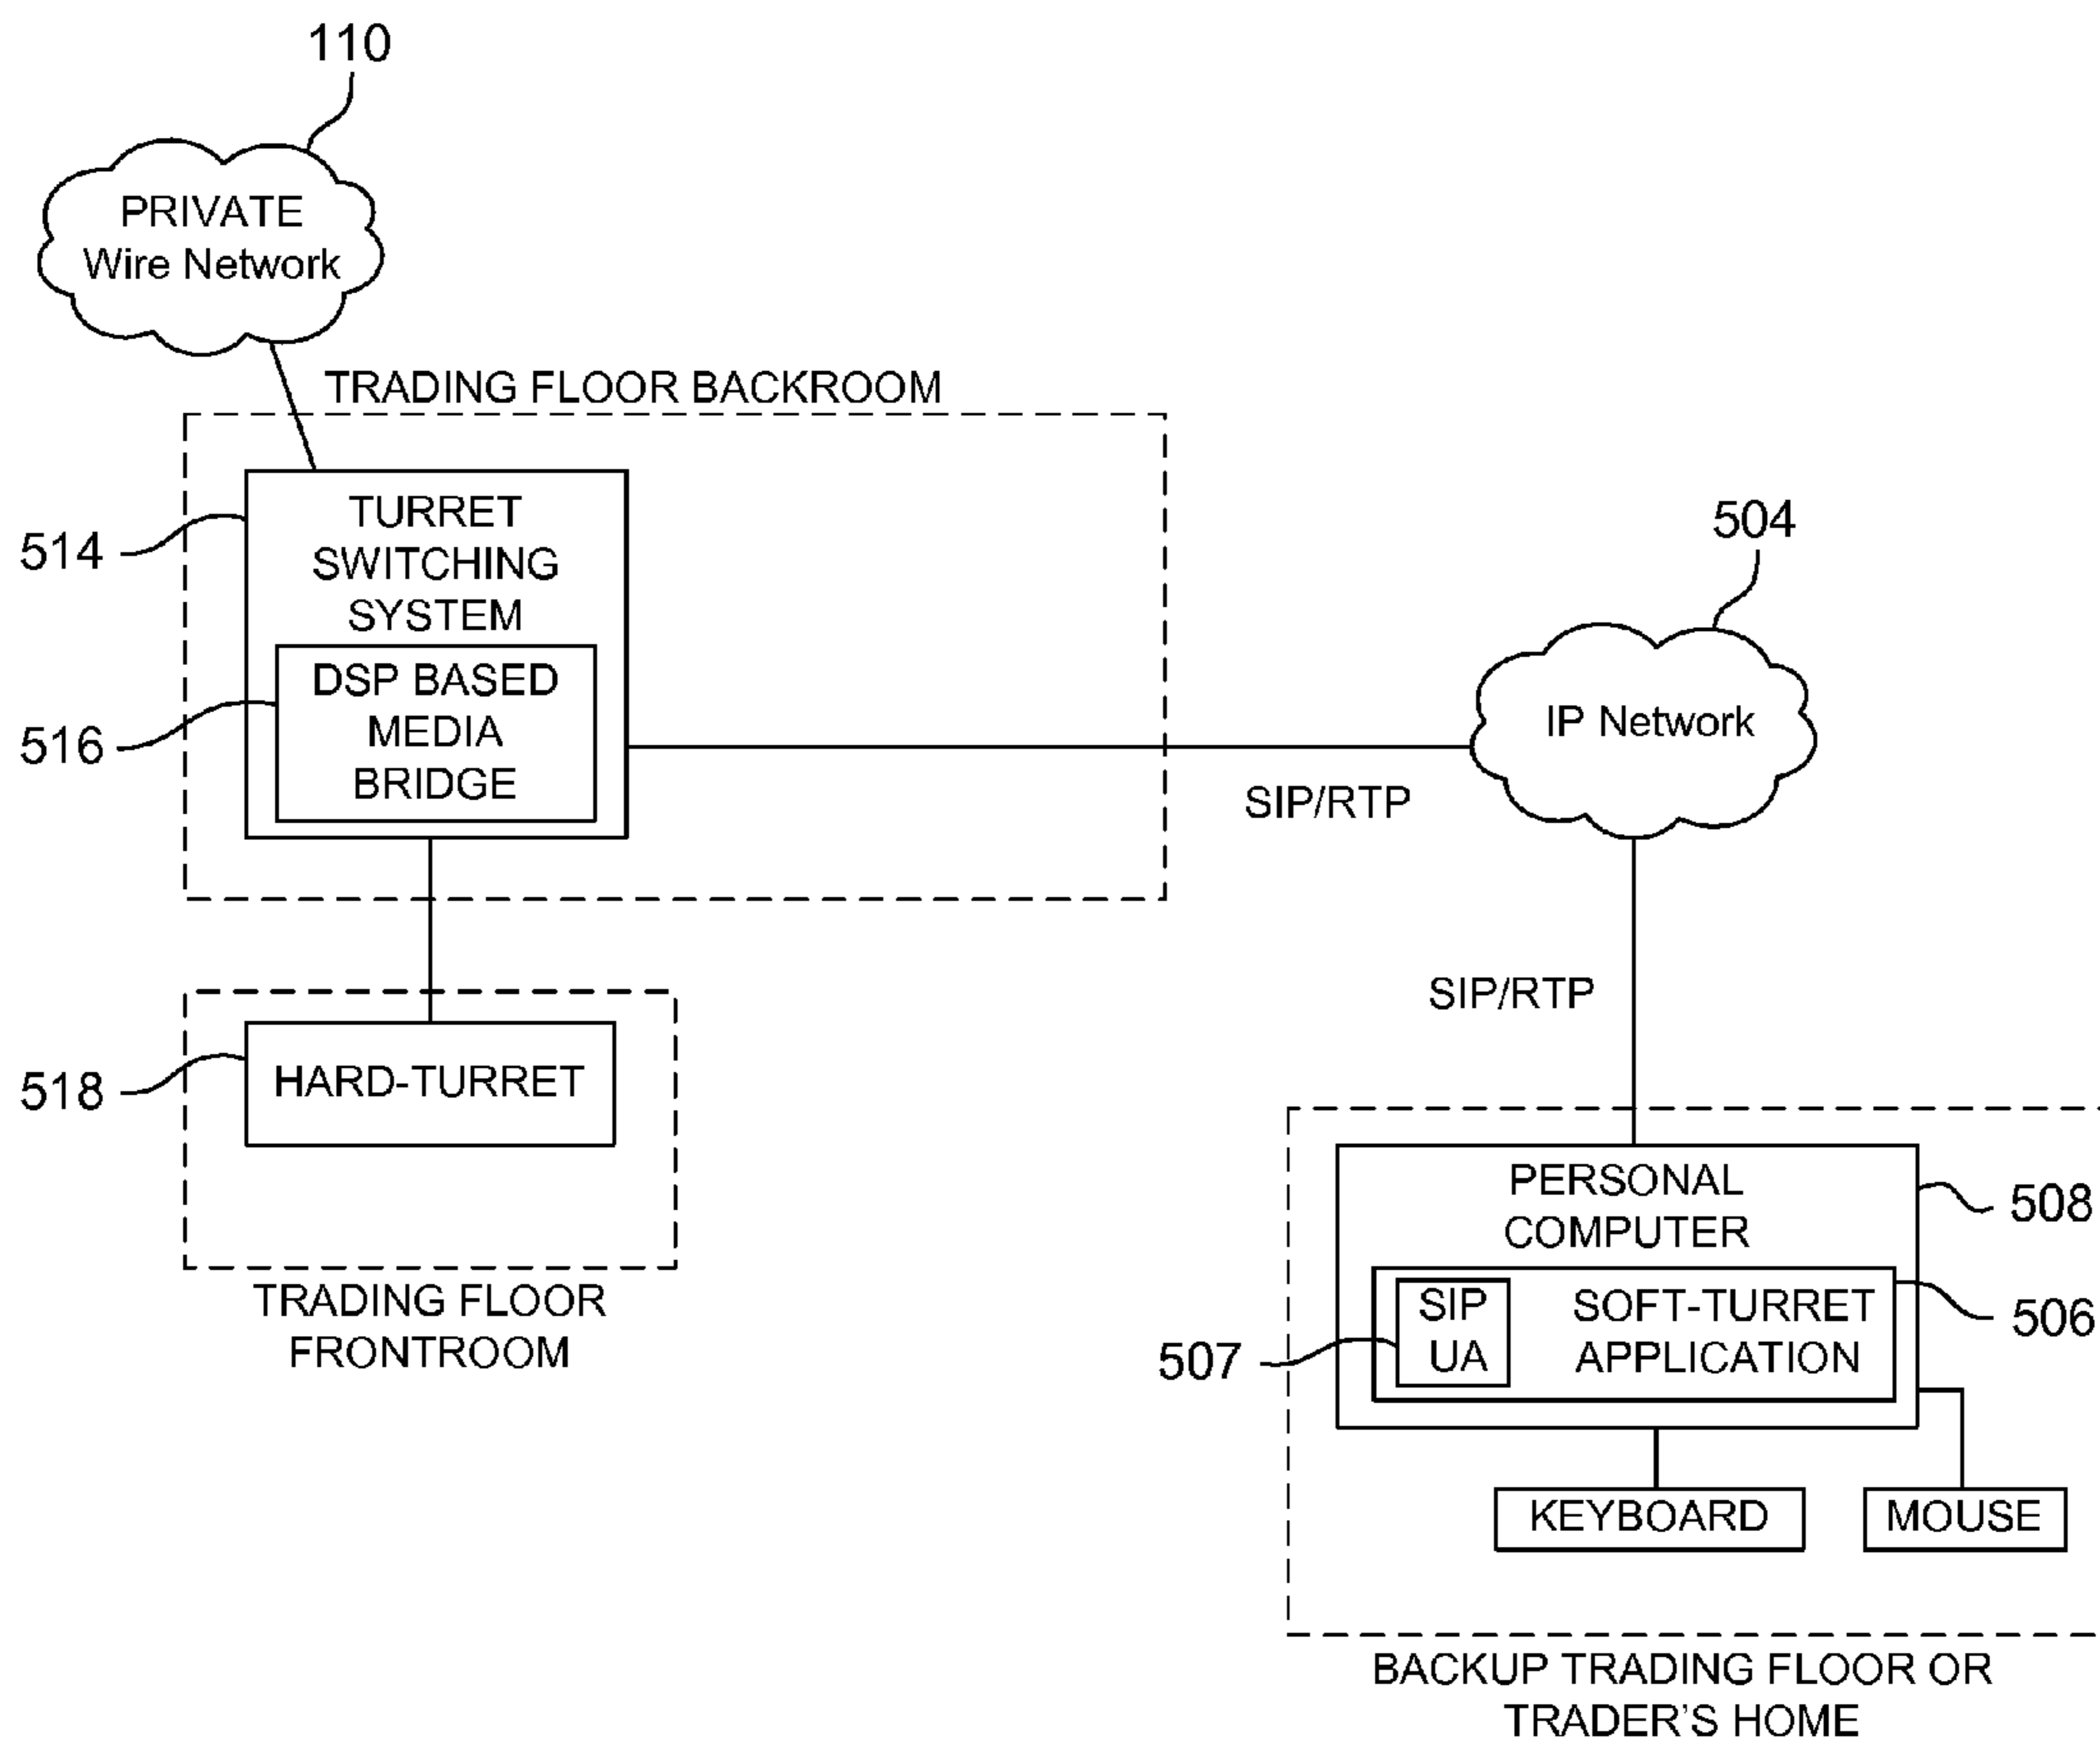 110
PRIVATE
Wire Network
TRADING FLOOR BACKROOM
514
TURRET
SWITCHING
SYSTEM
516
DSP BASED
MEDIA
BRIDGE
504
IP Network
SIP/RTP
SIP/RTP
518
HARD-TURRET
TRADING FLOOR
FRONTROOM
PERSONAL
COMPUTER
508
SIP
UA
SOFT-TURRET
APPLICATION
506
507
KEYBOARD
MOUSE
BACKUP TRADING FLOOR OR
TRADER'S HOME